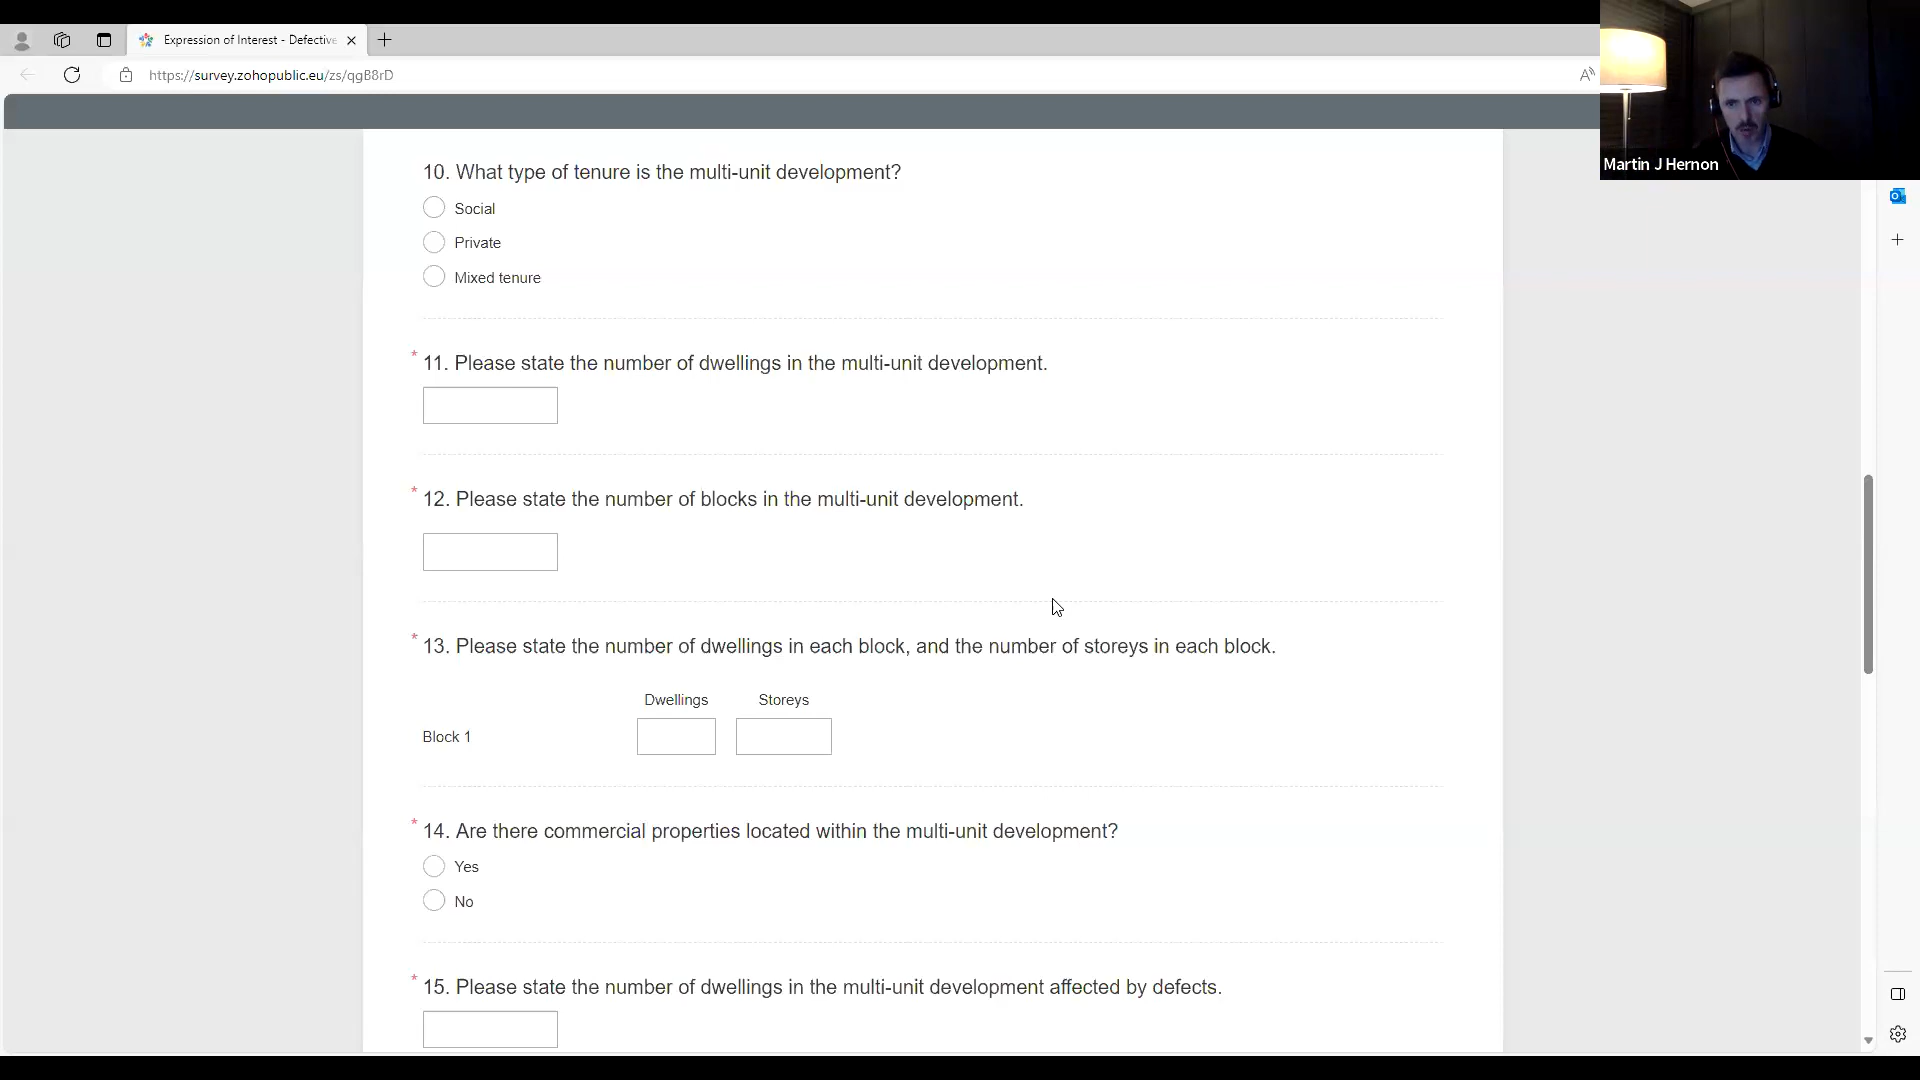 Expression of Interest - Defective
https://survey.zohopublic.eu/zs/qgB8rD
Martin J Hernon
10. What type of tenure is the multi-unit development?
Social
Private
Mixed tenure
* 11. Please state the number of dwellings in the multi-unit development.
* 12. Please state the number of blocks in the multi-unit development.
* 13. Please state the number of dwellings in each block, and the number of storeys in each block.
Dwellings Storeys
Block 1
* 14. Are there commercial properties located within the multi-unit development?
Yes
No
* 15. Please state the number of dwellings in the multi-unit development affected by defects.